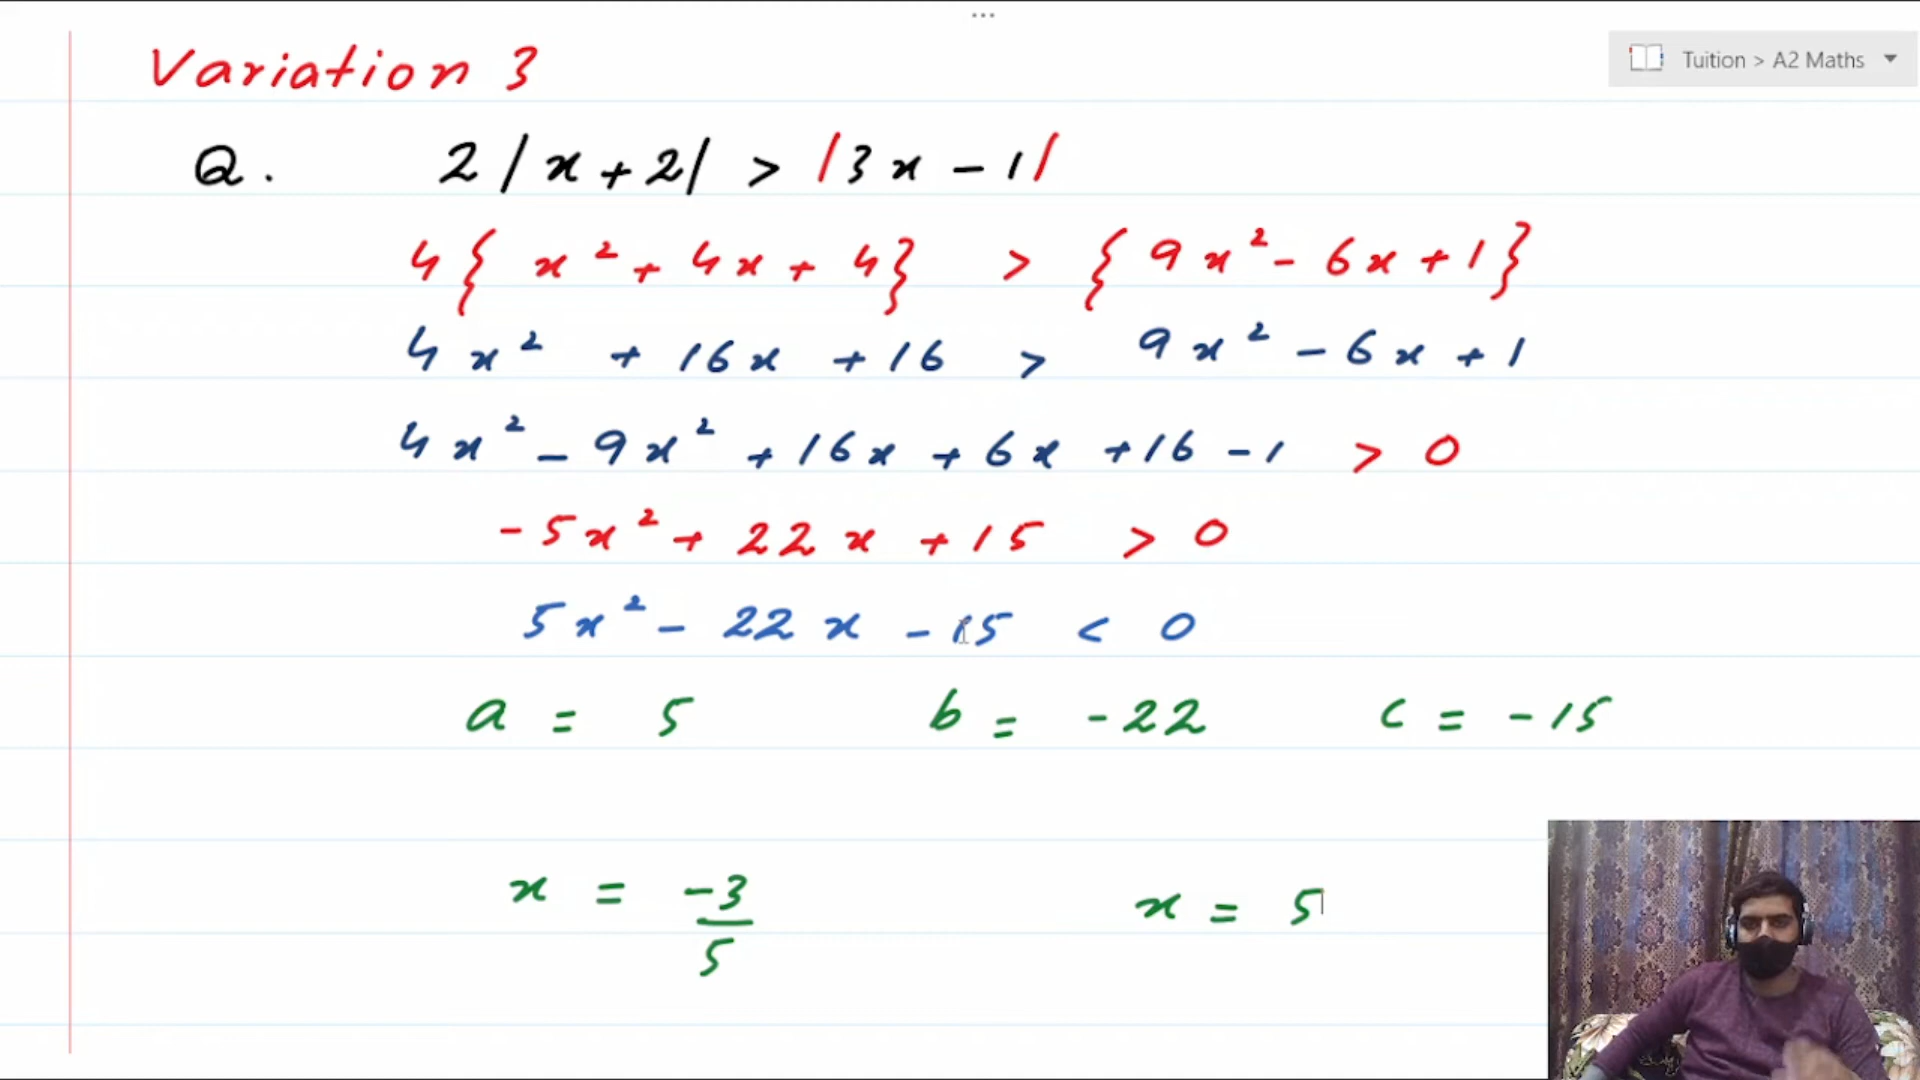 ...
Variation 3
Tuition > A2 Maths
Q. 2|x+2| > |3x-1|
4{x²+4x+4} > {9x²-6x+1}
4x² + 16x + 16 > 9x² - 6x + 1
4x² - 9x² + 16x + 6x + 16 - 1 > 0
-5x² + 22x + 15 > 0
5x² - 22x - 15 < 0
a = 5 b = -22 c = -15
x = -3/5 x = 5